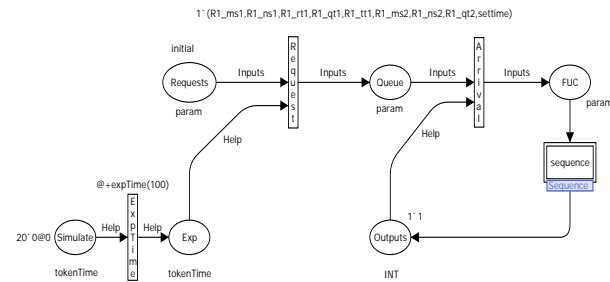 1`(R1_ms1,R1_ns1,R1_rt1,R1_qt1,R1_tt1,R1_ms2,R1_ns2,R1_qt2,settime)
initial
Requests
param
Inputs
Request
Inputs
Queue
param
Inputs
Arrival
Inputs
FUC
param
Help
Help
sequence
Sequence
@+expTime(100)
20`0@0
Simulate
tokenTime
Help
ExpTime
Help
Exp
tokenTime
1`1
Outputs
INT